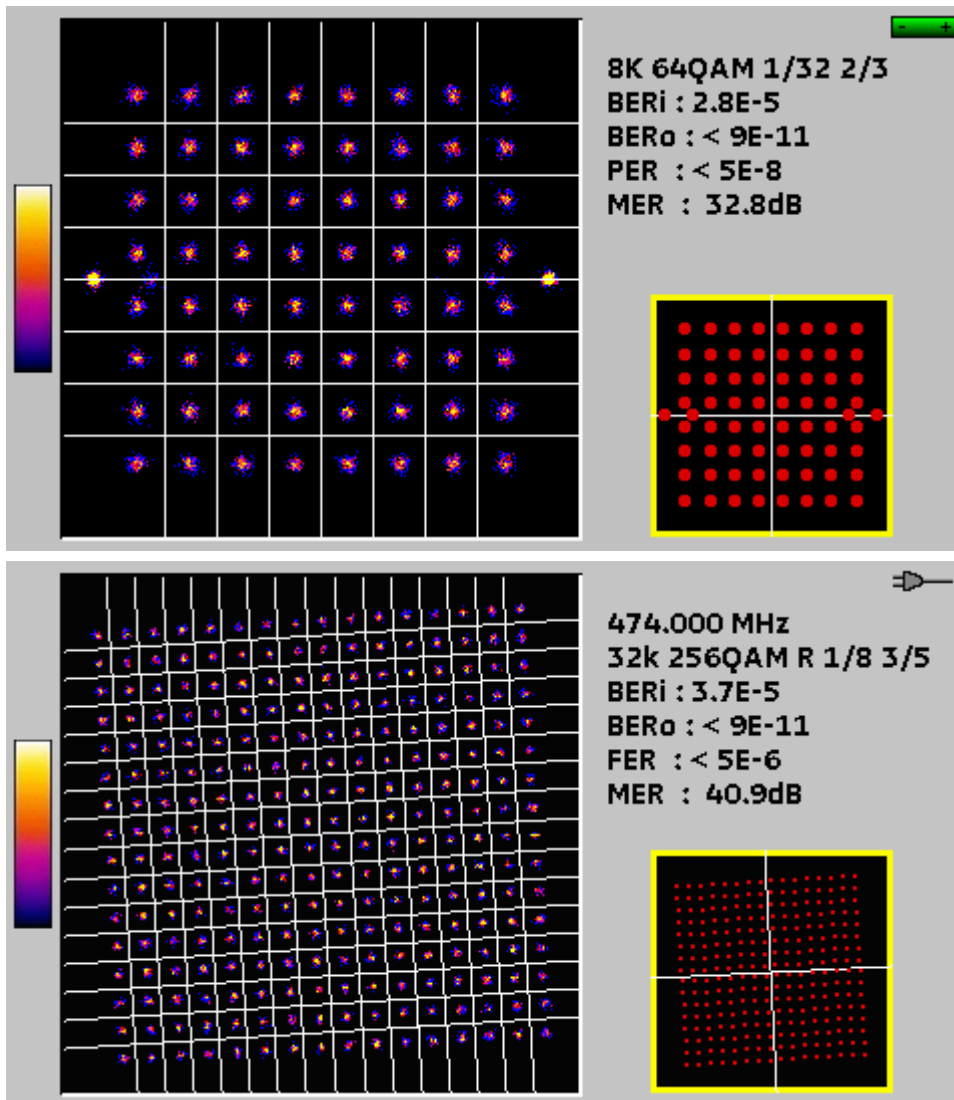 - +
8K 64QAM 1/32 2/3
BERi : 2.8E-5
BERo : < 9E-11
PER : < 5E-8
MER : 32.8dB
474.000 MHz
32k 256QAM R 1/8 3/5
BERi : 3.7E-5
BERo : < 9E-11
FER : < 5E-6
MER : 40.9dB